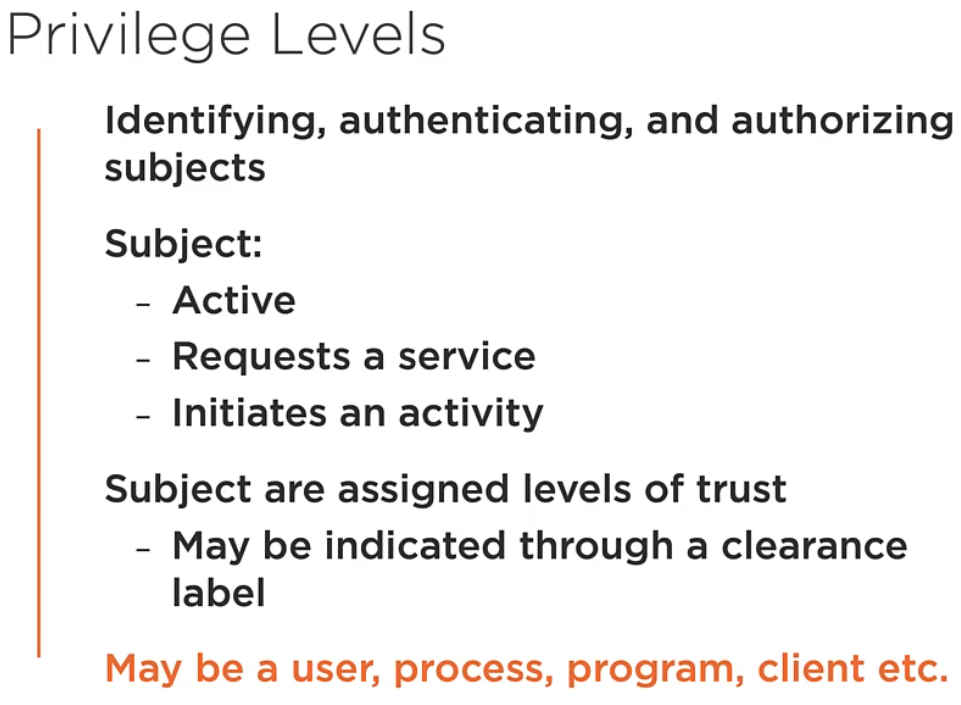 Privilege Levels
Identifying, authenticating, and authorizing
subjects
Subject:
– Active
– Requests a service
– Initiates an activity
Subject are assigned levels of trust
– May be indicated through a clearance
label
May be a user, process, program, client etc.